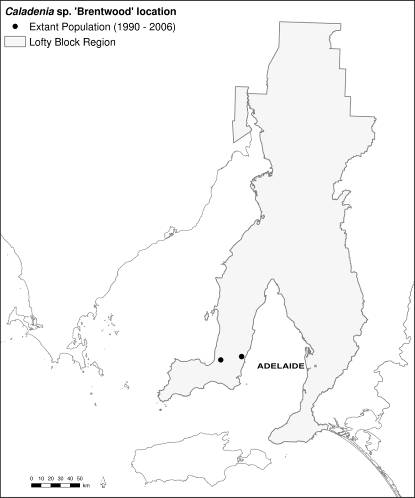 Caladenia sp. 'Brentwood' location
Extant Population (1990 - 2006)
Lofty Block Region
ADELAIDE
0 10 20 30 40 50
km